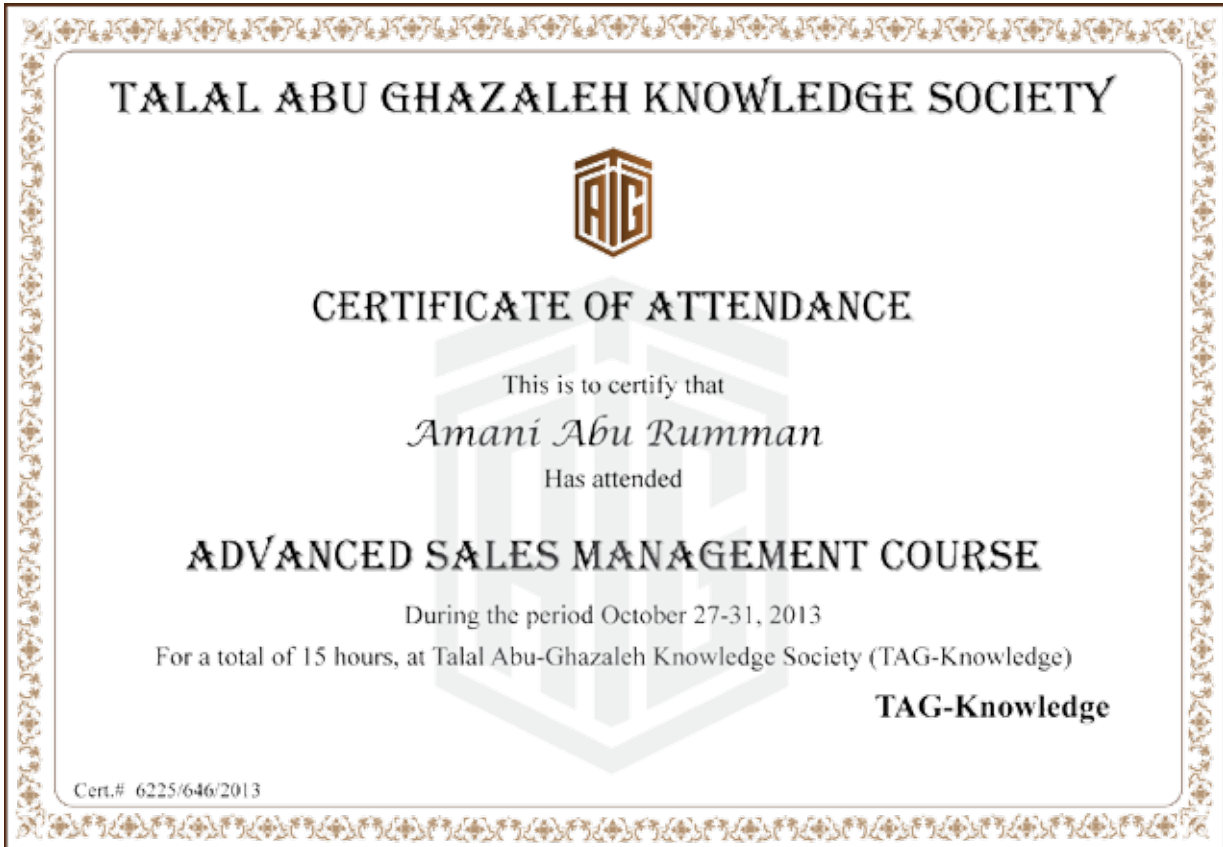 TALAL ABU GHAZALEH KNOWLEDGE SOCIETY
TAG
CERTIFICATE OF ATTENDANCE
This is to certify that
Amani Abu Rumman
Has attended
ADVANCED SALES MANAGEMENT COURSE
During the period October 27-31, 2013
For a total of 15 hours, at Talal Abu-Ghazaleh Knowledge Society (TAG-Knowledge)
TAG-Knowledge
Cert.# 6225/646/2013